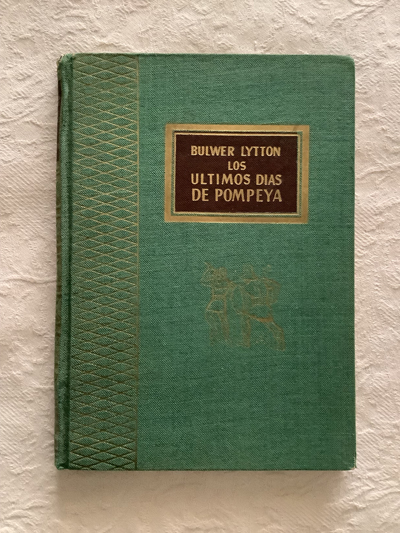 BULWER LYTTON
LOS
ULTIMOS DIAS
DE POMPEYA